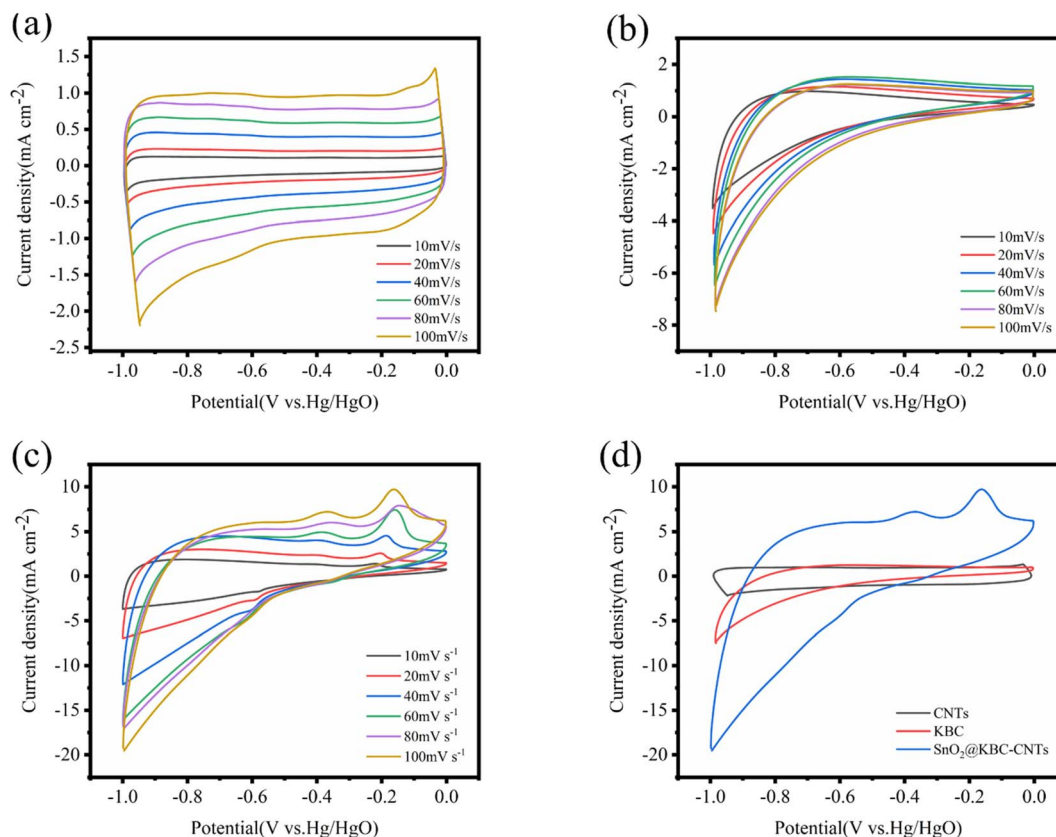 (a)
1.5
1.0
0.5
0.0
-0.5
-1.0
-1.5
-2.0
-2.5
Current density(mA cm⁻²)
10mV/s
20mV/s
40mV/s
60mV/s
80mV/s
100mV/s
-1.0 -0.8 -0.6 -0.4 -0.2 0.0
Potential(V vs.Hg/HgO)
(b)
2
0
-2
-4
-6
-8
Current density(mA cm⁻²)
10mV/s
20mV/s
40mV/s
60mV/s
80mV/s
100mV/s
-1.0 -0.8 -0.6 -0.4 -0.2 0.0
Potential(V vs.Hg/HgO)
(c)
10
5
0
-5
-10
-15
-20
Current density(mA cm⁻²)
10mV s⁻¹
20mV s⁻¹
40mV s⁻¹
60mV s⁻¹
80mV s⁻¹
100mV s⁻¹
-1.0 -0.8 -0.6 -0.4 -0.2 0.0
Potential(V vs.Hg/HgO)
(d)
10
5
0
-5
-10
-15
-20
Current density(mA cm⁻²)
CNTs
KBC
SnO₂@KBC-CNTs
-1.0 -0.8 -0.6 -0.4 -0.2 0.0
Potential(V vs.Hg/HgO)